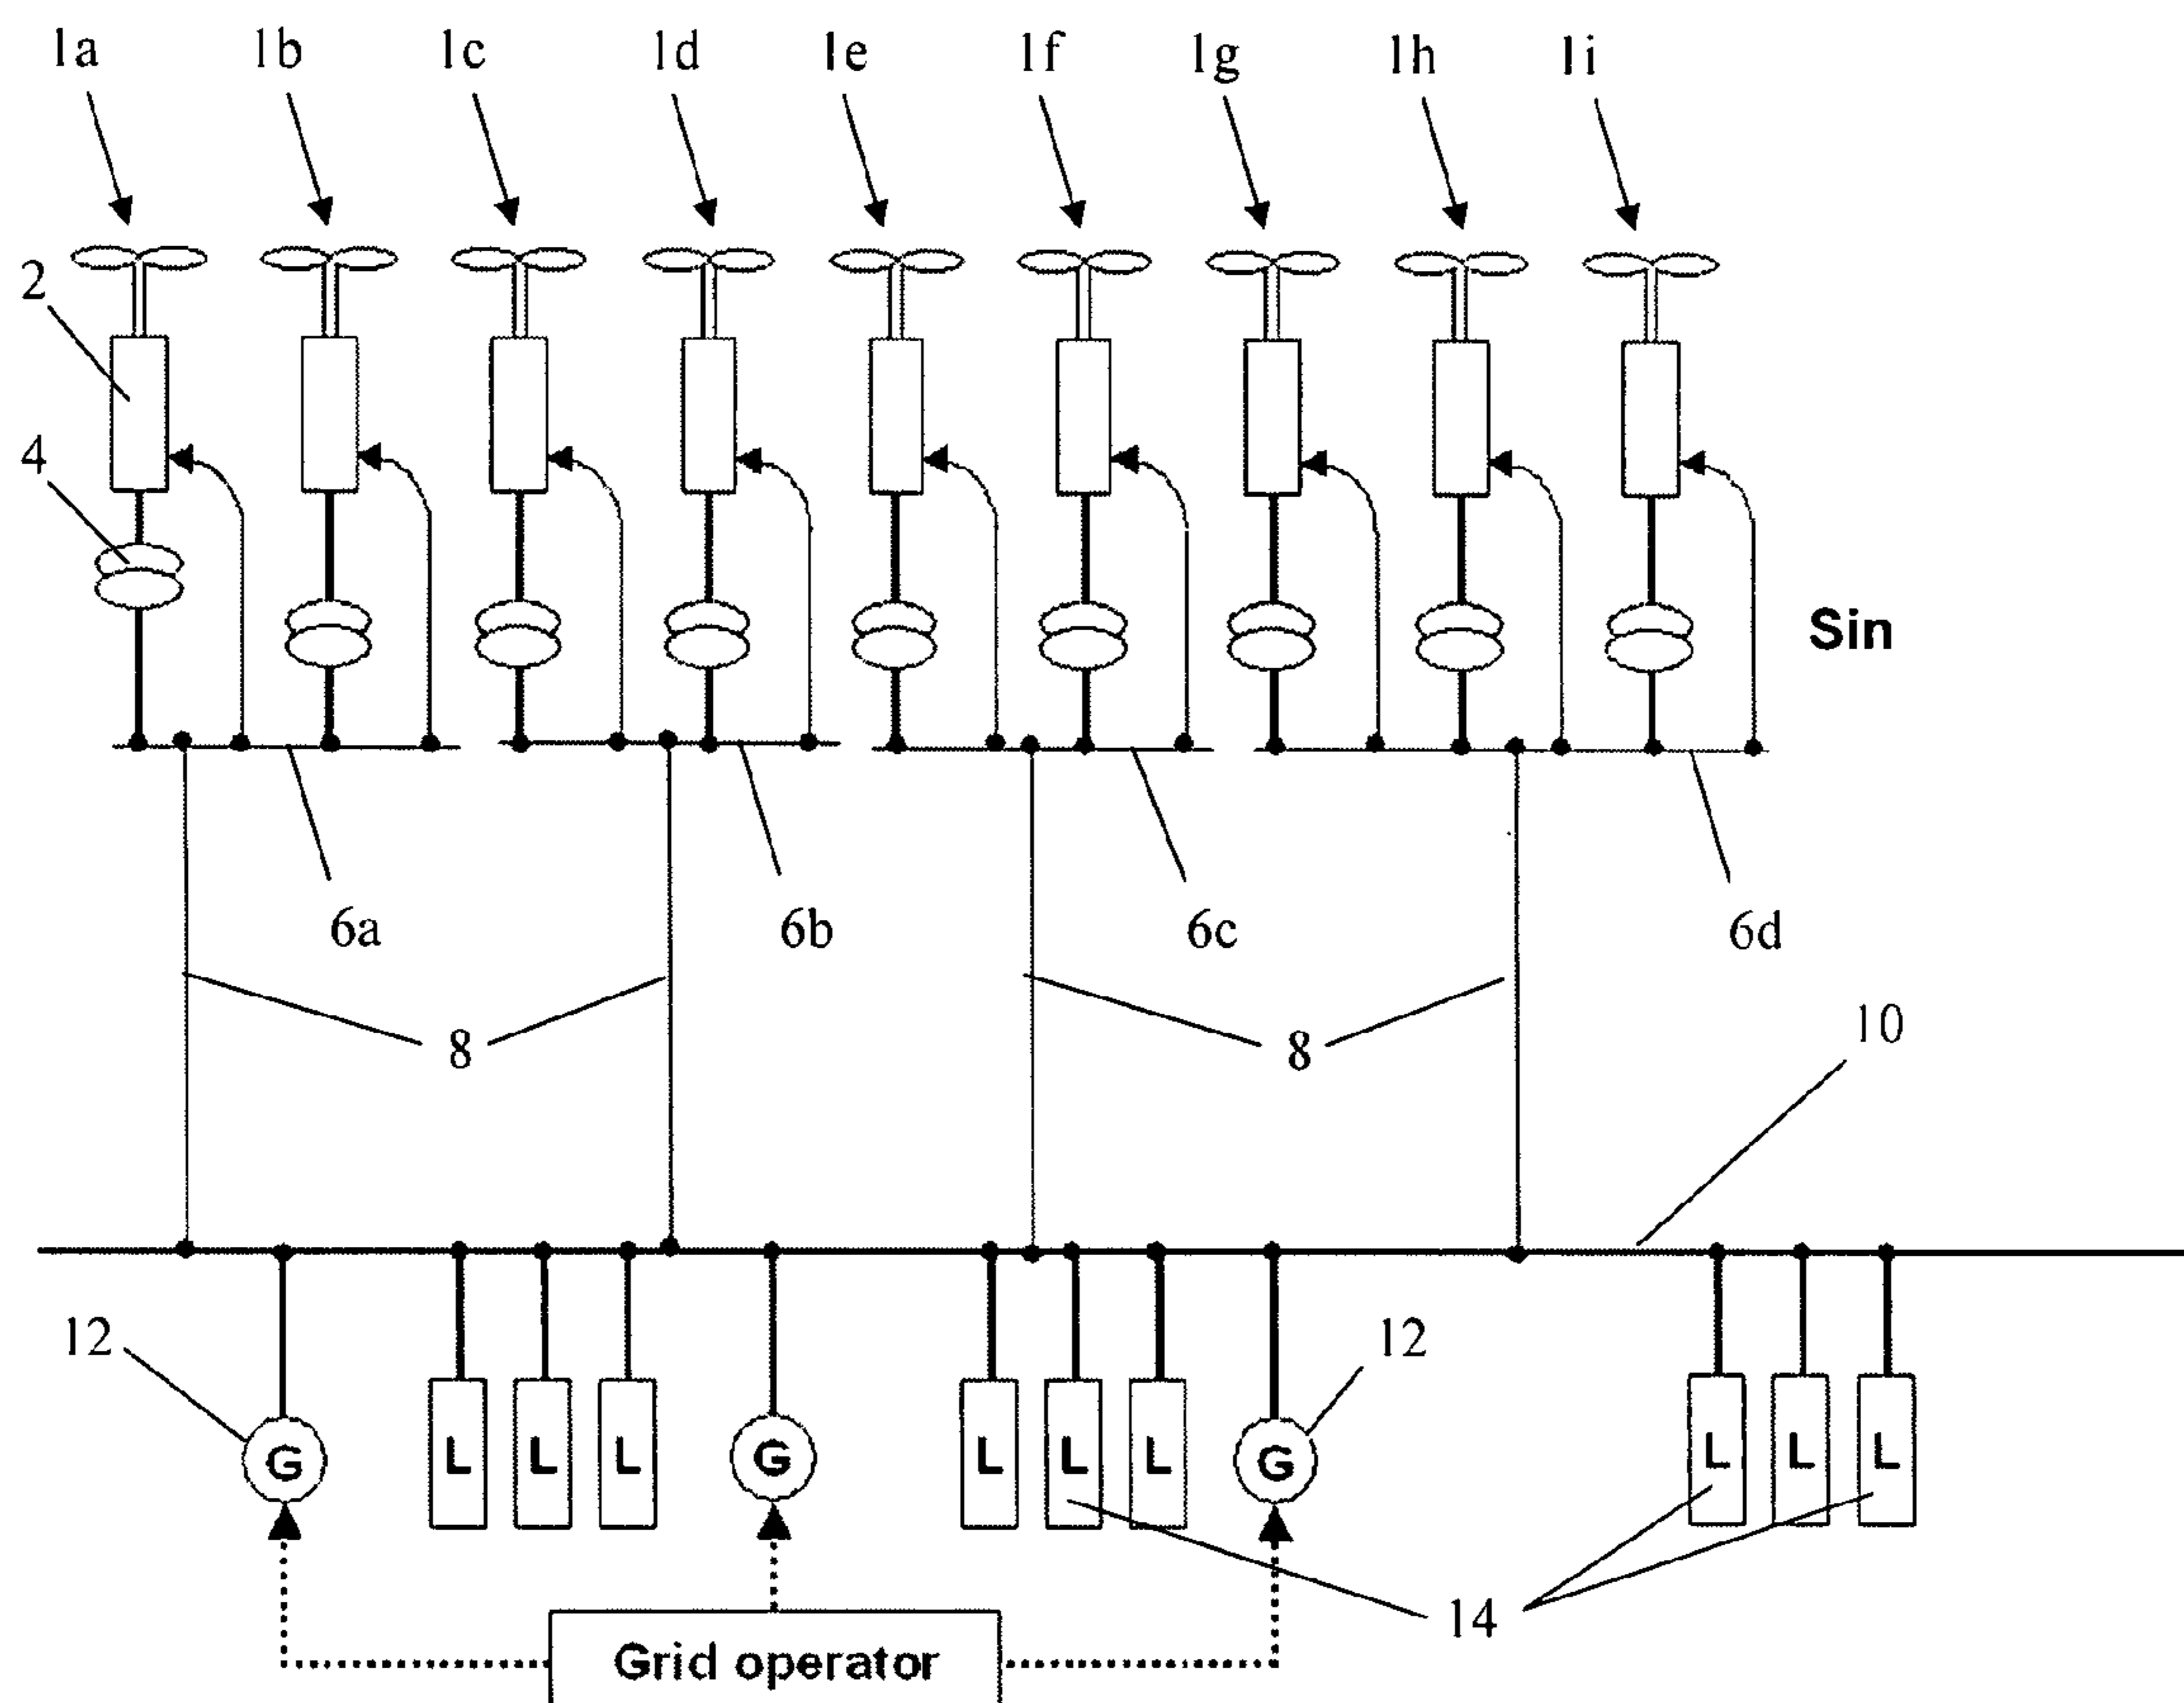 1a 1b 1c 1d 1e 1f 1g 1h 1i
2
4
Sin
6a 6b 6c 6d
8 8
10
12 12
G L L L G L L L G L L L
14
Grid operator